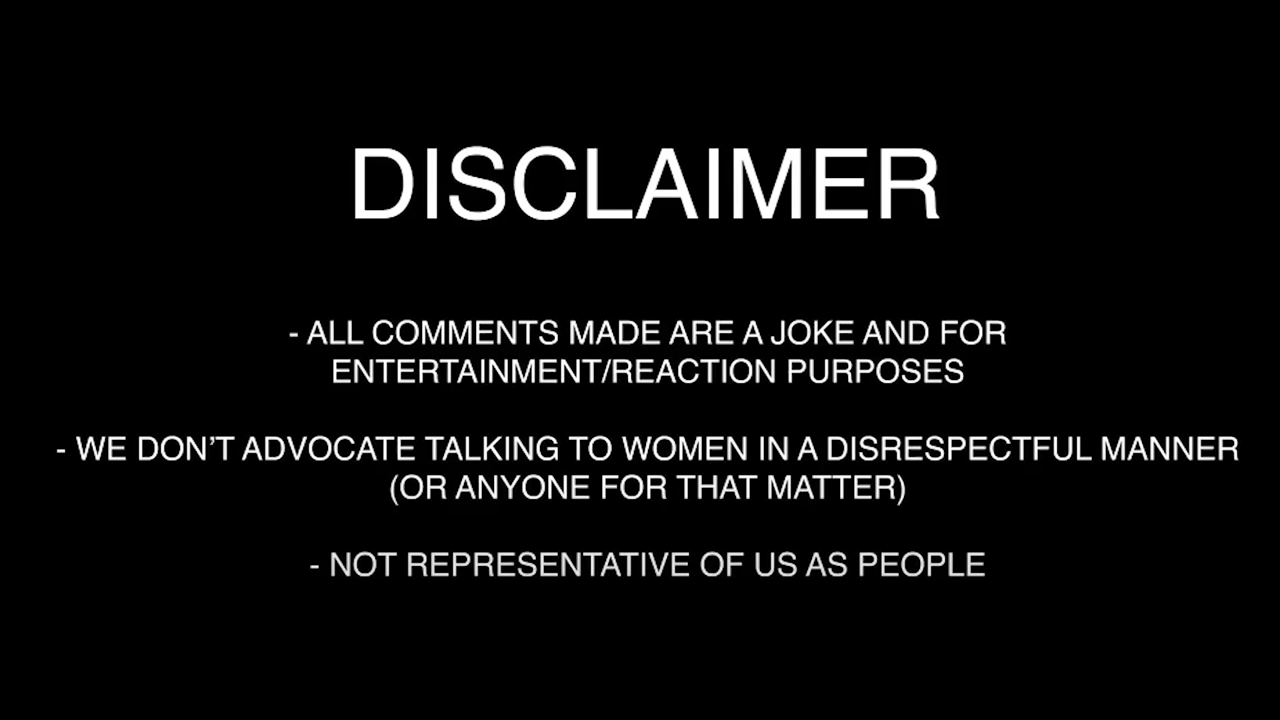 DISCLAIMER
- ALL COMMENTS MADE ARE A JOKE AND FOR
ENTERTAINMENT/REACTION PURPOSES
- WE DON’T ADVOCATE TALKING TO WOMEN IN A DISRESPECTFUL MANNER
(OR ANYONE FOR THAT MATTER)
- NOT REPRESENTATIVE OF US AS PEOPLE